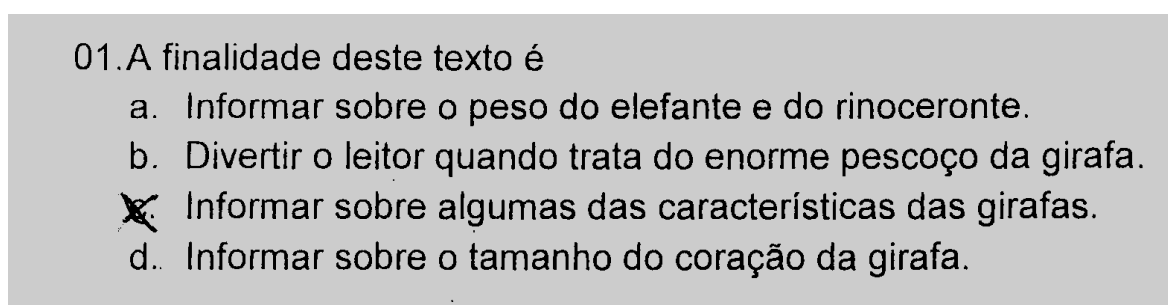 01.A finalidade deste texto é
a. Informar sobre o peso do elefante e do rinoceronte.
b. Divertir o leitor quando trata do enorme pescoço da girafa.
c. Informar sobre algumas das características das girafas.
d. Informar sobre o tamanho do coração da girafa.